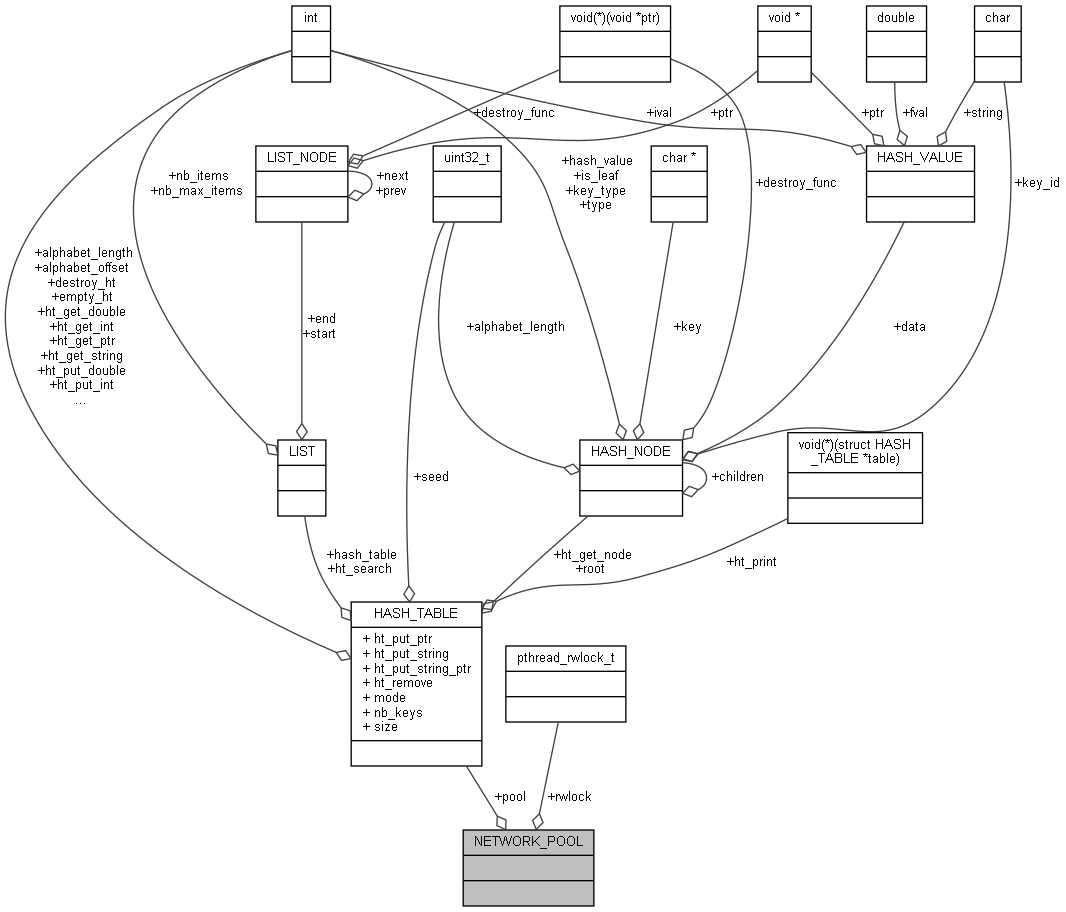 int
void(*)(void *ptr)
void *
double
char
+destroy_func
+ival
+ptr
+ptr
+fval
+string
LIST_NODE
uint32_t
char *
HASH_VALUE
+nb_items
+nb_max_items
+next
+prev
+hash_value
+is_leaf
+key_type
+type
+destroy_func
+key_id
+alphabet_length
+alphabet_offset
+destroy_ht
+empty_ht
+ht_get_double
+ht_get_int
+ht_get_ptr
+ht_get_string
+ht_put_double
+ht_put_int
...
+end
+start
+alphabet_length
+key
+data
LIST
HASH_NODE
void(*)(struct HASH
_TABLE *table)
+seed
+children
+hash_table
+ht_search
+ht_get_node
+root
+ht_print
HASH_TABLE
+ ht_put_ptr
+ ht_put_string
+ ht_put_string_ptr
+ ht_remove
+ mode
+ nb_keys
+ size
pthread_rwlock_t
+pool
+rwlock
NETWORK_POOL